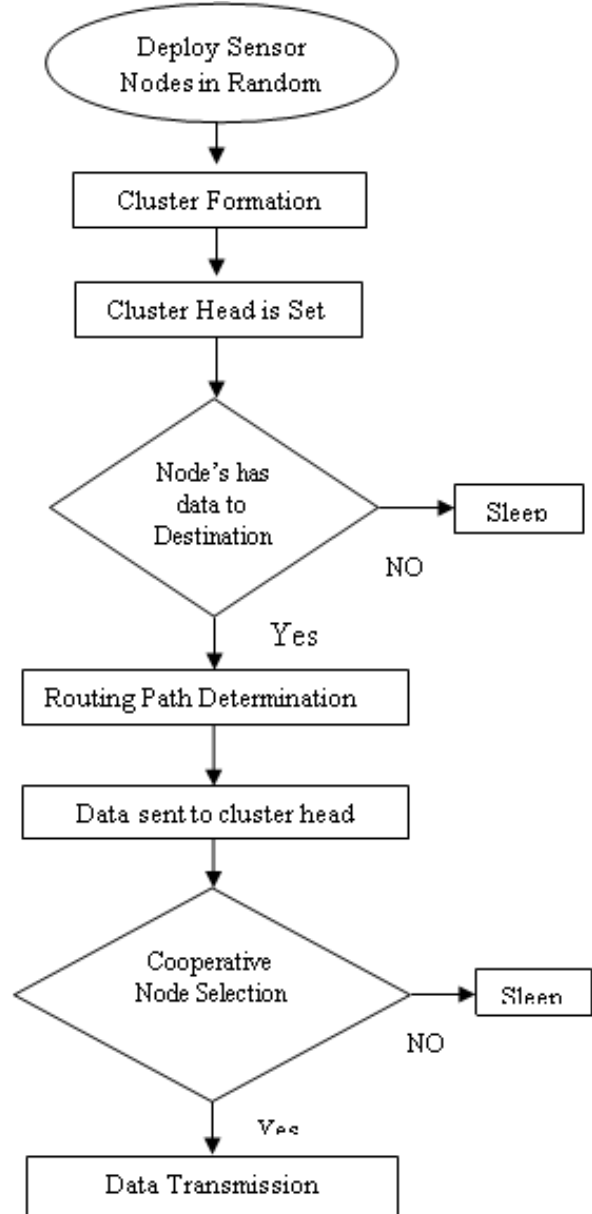 Deploy Sensor
Nodes in Random
Cluster Formation
Cluster Head is Set
Node's has
data to
Destination
Sleep
NO
Yes
Routing Path Determination
Data sent to cluster head
Cooperative
Node Selection
Sleep
NO
Yes
Data Transmission